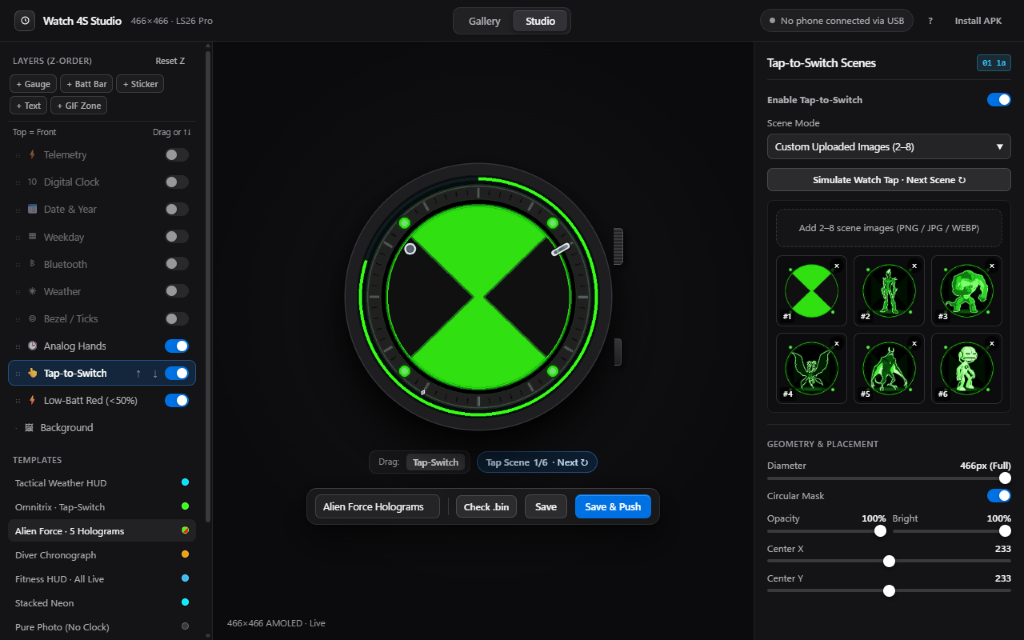 Watch 4S Studio 466×466 · LS26 Pro Gallery Studio No phone connected via USB ? Install APK
LAYERS (Z-ORDER) Reset Z
+ Gauge + Batt Bar + Sticker
+ Text + GIF Zone
Top = Front Drag or ↑↓
Telemetry
10 Digital Clock
Date & Year
Weekday
Bluetooth
Weather
Bezel / Ticks
Analog Hands
Tap-to-Switch ↑ ↓
Low-Batt Red (<50%)
Background
TEMPLATES
Tactical Weather HUD
Omnitrix · Tap-Switch
Alien Force · 5 Holograms
Diver Chronograph
Fitness HUD · All Live
Stacked Neon
Pure Photo (No Clock)
Drag: Tap-Switch Tap Scene 1/6 · Next ↻
Alien Force Holograms Check .bin Save Save & Push
466×466 AMOLED · Live
Tap-to-Switch Scenes 01 1a
Enable Tap-to-Switch
Scene Mode
Custom Uploaded Images (2–8) ▼
Simulate Watch Tap · Next Scene ↻
Add 2–8 scene images (PNG / JPG / WEBP)
× × ×
#1 #2 #3
× × ×
#4 #5 #6
GEOMETRY & PLACEMENT
Diameter 466px (Full)
Circular Mask
Opacity 100% Bright 100%
Center X 233
Center Y 233